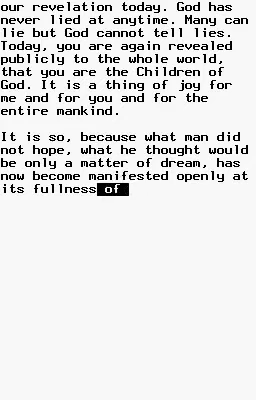 our revelation today. God has
never lied at anytime. Many can
lie but God cannot tell lies.
Today, you are again revealed
publicly to the whole world,
that you are the Children of
God. It is a thing of joy for
me and for you and for the
entire mankind.
It is so, because what man did
not hope, what he thought would
be only a matter of dream, has
now become manifested openly at
its fullness of